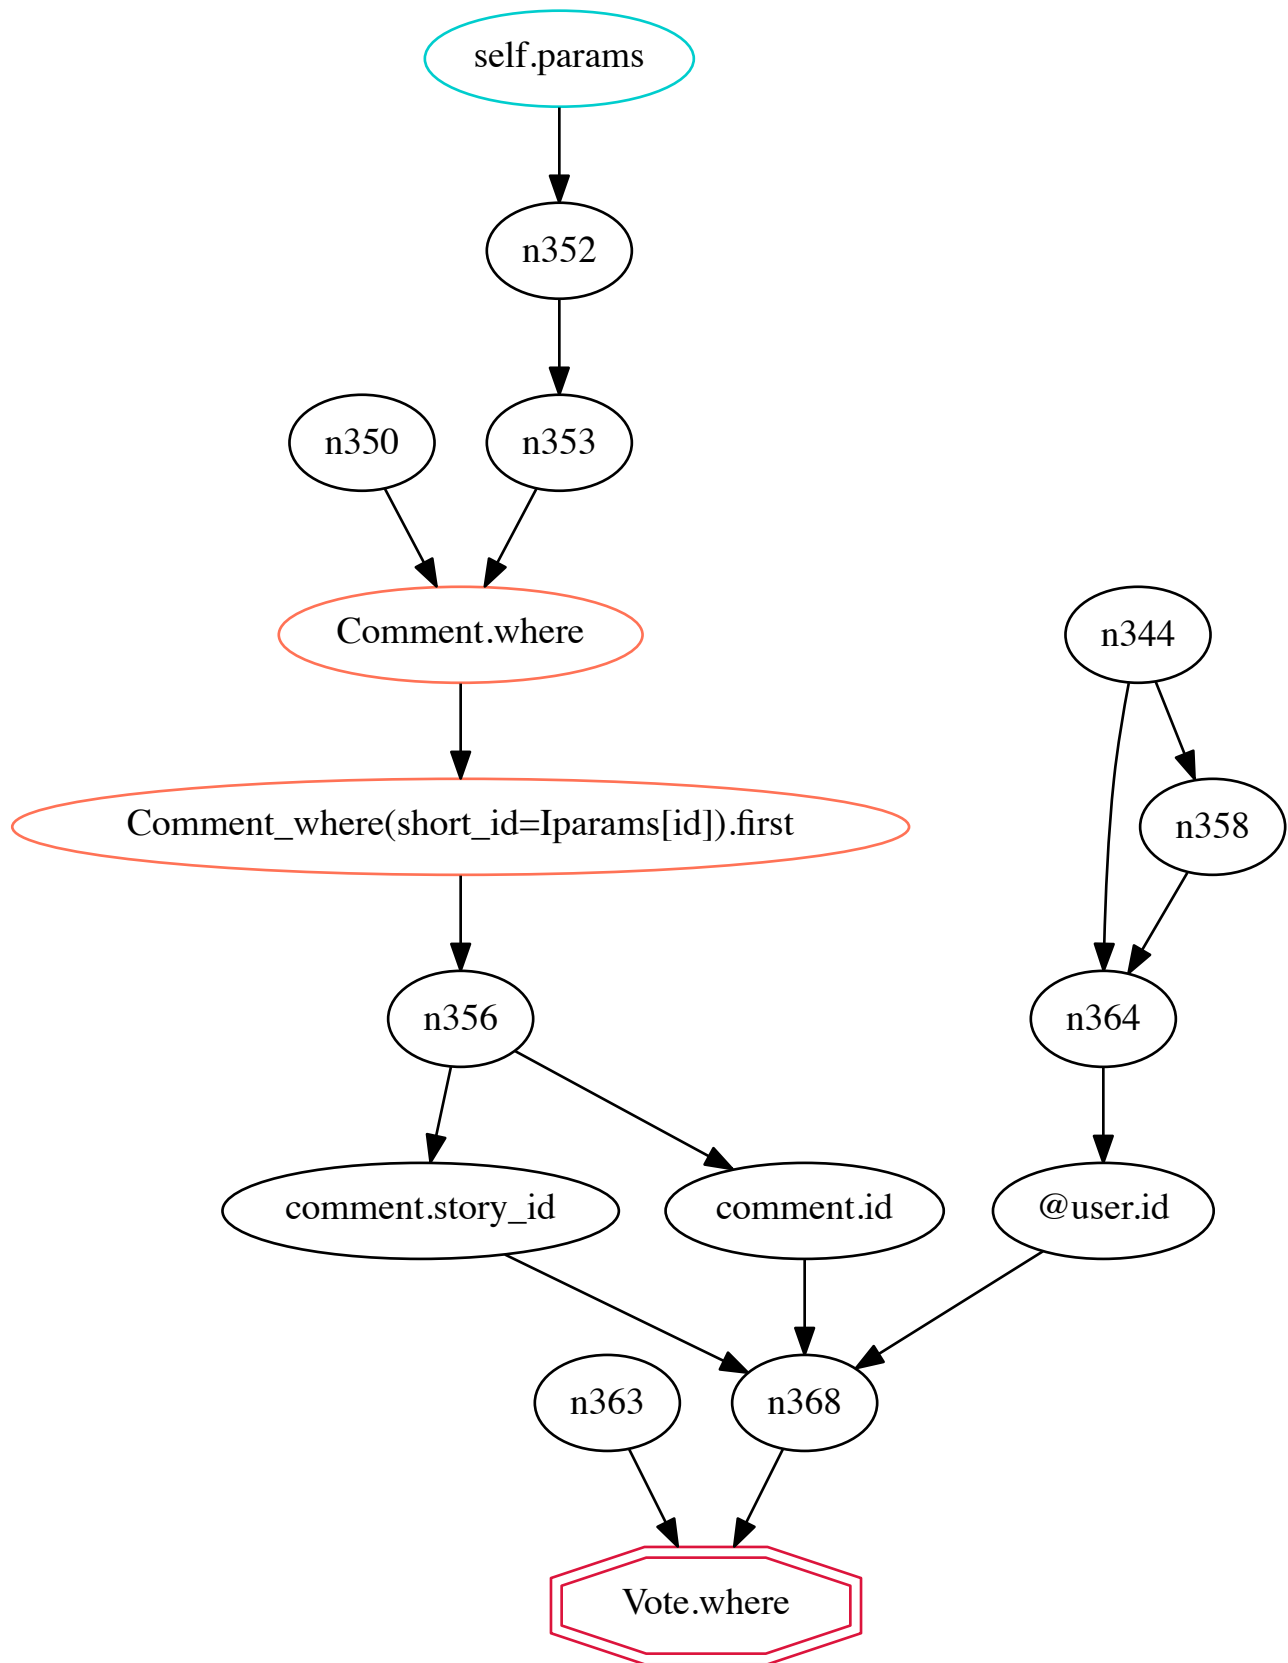 self.params
n352
n350
n353
Comment.where
n344
Comment_where(short_id=Iparams[id]).first
n358
n356
n364
comment.story_id
comment.id
@user.id
n363
n368
Vote.where